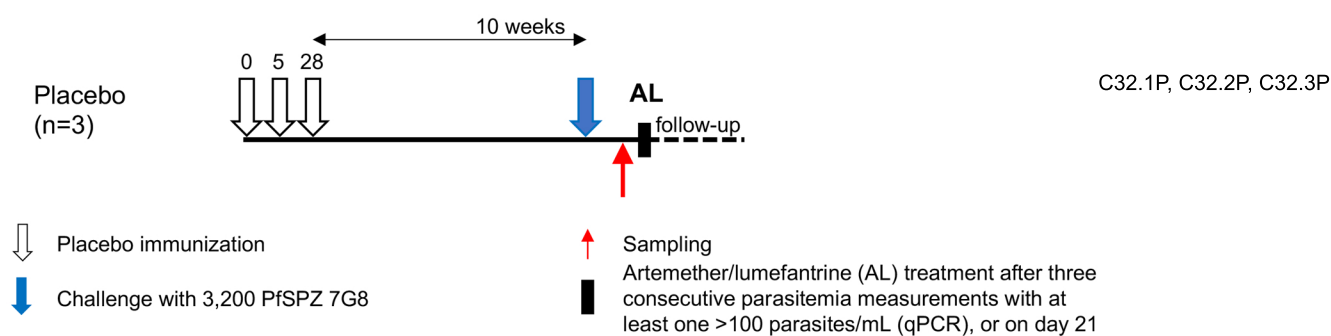 10 weeks
0 5 28
Placebo
(n=3)
AL
follow-up
C32.1P, C32.2P, C32.3P
Placebo immunization
Challenge with 3,200 PfSPZ 7G8
Sampling
Artemether/lumefantrine (AL) treatment after three
consecutive parasitemia measurements with at
least one >100 parasites/mL (qPCR), or on day 21